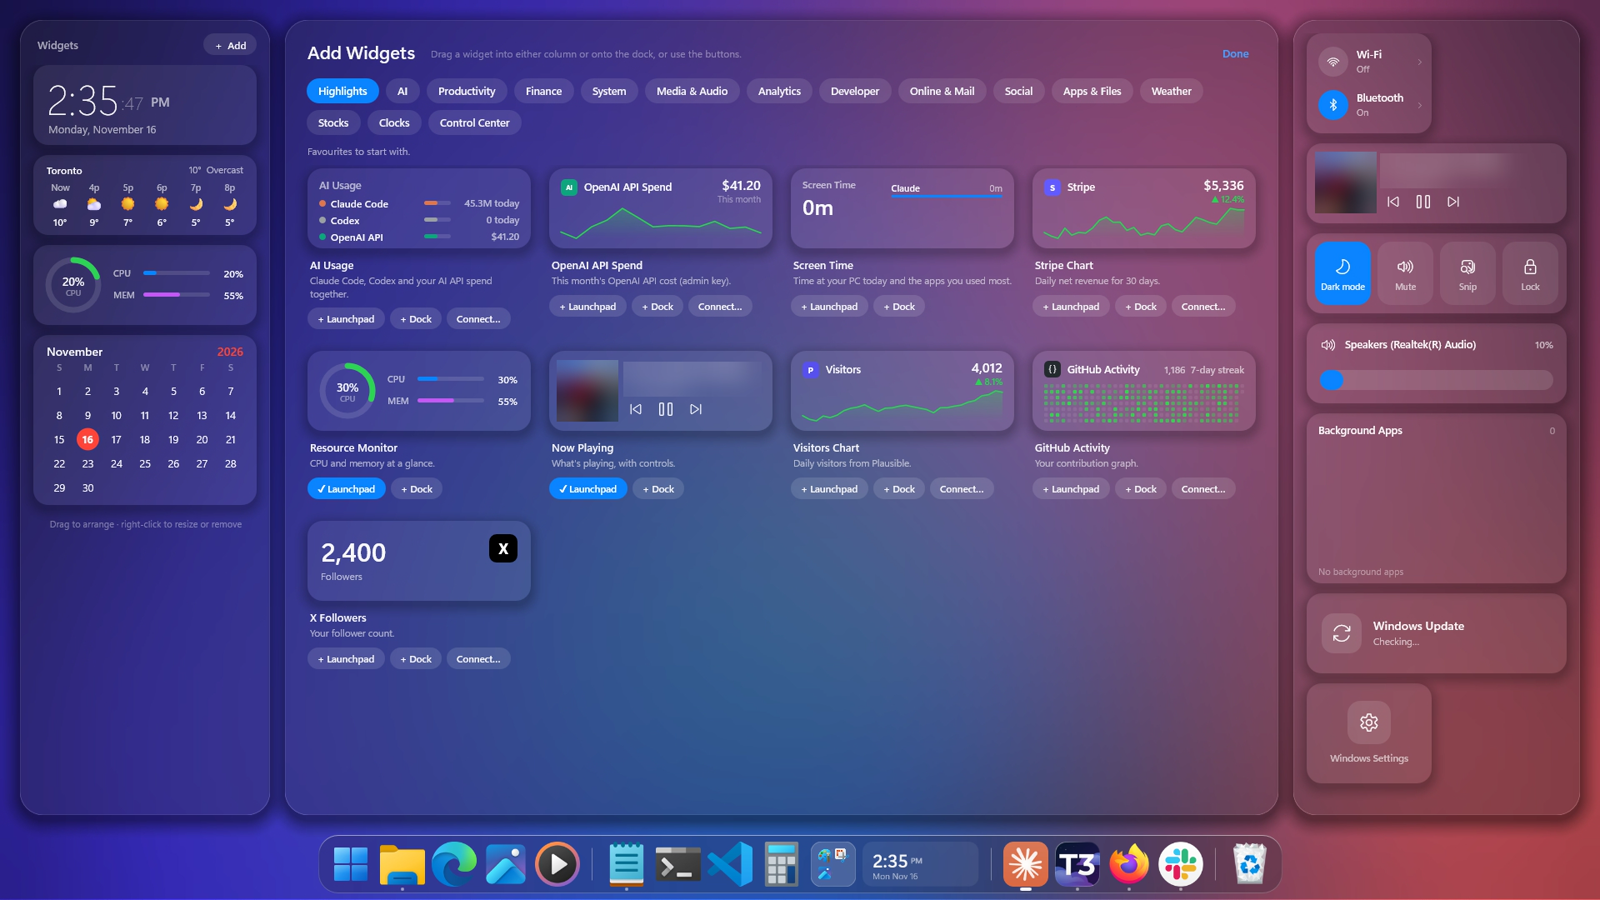 Widgets
+ Add
2:35:47 PM
Monday, November 16
Toronto
10° Overcast
Now 4p 5p 6p 7p 8p
10° 9° 7° 6° 5° 5°
20%
CPU
CPU 20%
MEM 55%
November 2026
S M T W T F S
1 2 3 4 5 6 7
8 9 10 11 12 13 14
15 16 17 18 19 20 21
22 23 24 25 26 27 28
29 30
Drag to arrange · right-click to resize or remove
Add Widgets
Drag a widget into either column or onto the dock, or use the buttons.
Done
Highlights AI Productivity Finance System Media & Audio Analytics Developer Online & Mail Social Apps & Files Weather
Stocks Clocks Control Center
Favourites to start with.
AI Usage
Claude Code 45.3M today
Codex 0 today
OpenAI API $41.20
AI Usage
Claude Code, Codex and your AI API spend
together.
+ Launchpad + Dock Connect...
AI OpenAI API Spend $41.20
This month
OpenAI API Spend
This month's OpenAI API cost (admin key).
+ Launchpad + Dock Connect...
Screen Time
0m
Claude 0m
Screen Time
Time at your PC today and the apps you used most.
+ Launchpad + Dock
S Stripe $5,336
▲ 12.4%
Stripe Chart
Daily net revenue for 30 days.
+ Launchpad + Dock Connect...
30%
CPU
CPU 30%
MEM 55%
Resource Monitor
CPU and memory at a glance.
✓ Launchpad + Dock
Now Playing
What's playing, with controls.
✓ Launchpad + Dock
P Visitors 4,012
▲ 8.1%
Visitors Chart
Daily visitors from Plausible.
+ Launchpad + Dock Connect...
GitHub Activity 1,186 7-day streak
GitHub Activity
Your contribution graph.
+ Launchpad + Dock Connect...
2,400
Followers
X
X Followers
Your follower count.
+ Launchpad + Dock Connect...
Wi-Fi
Off
Bluetooth
On
Dark mode Mute Snip Lock
Speakers (Realtek(R) Audio) 10%
Background Apps 0
No background apps
Windows Update
Checking...
Windows Settings
2:35 PM
Mon Nov 16
T3